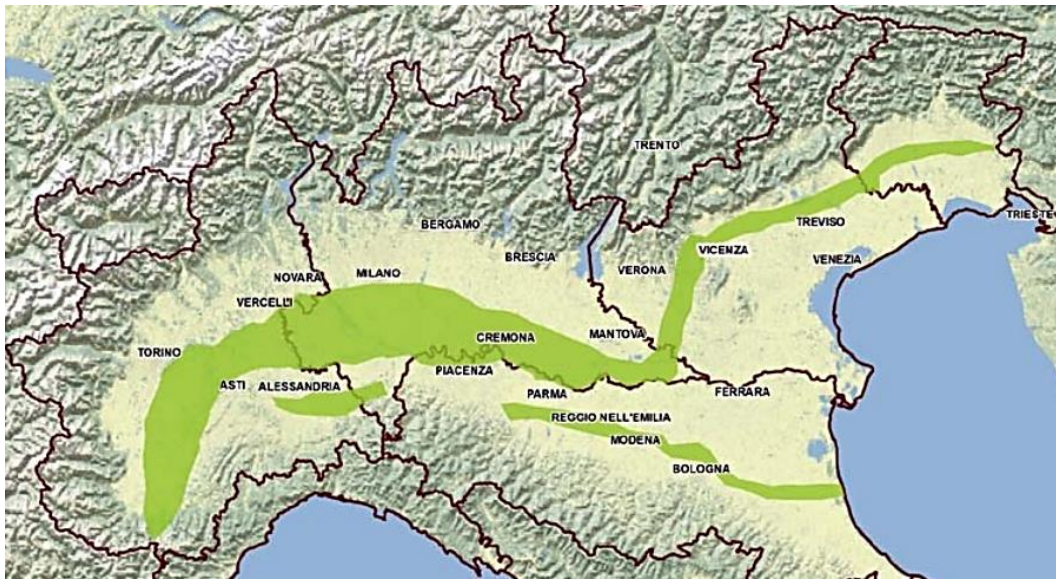 TRENTO
TRIESTE
TREVISO
BERGAMO
VICENZA
BRESCIA
VENEZIA
VERONA
MILANO
NOVARA
VERCELLI
MANTOVA
CREMONA
TORINO
PIACENZA
ASTI
ALESSANDRIA
PARMA
FERRARA
REGGIO NELL'EMILIA
MODENA
BOLOGNA